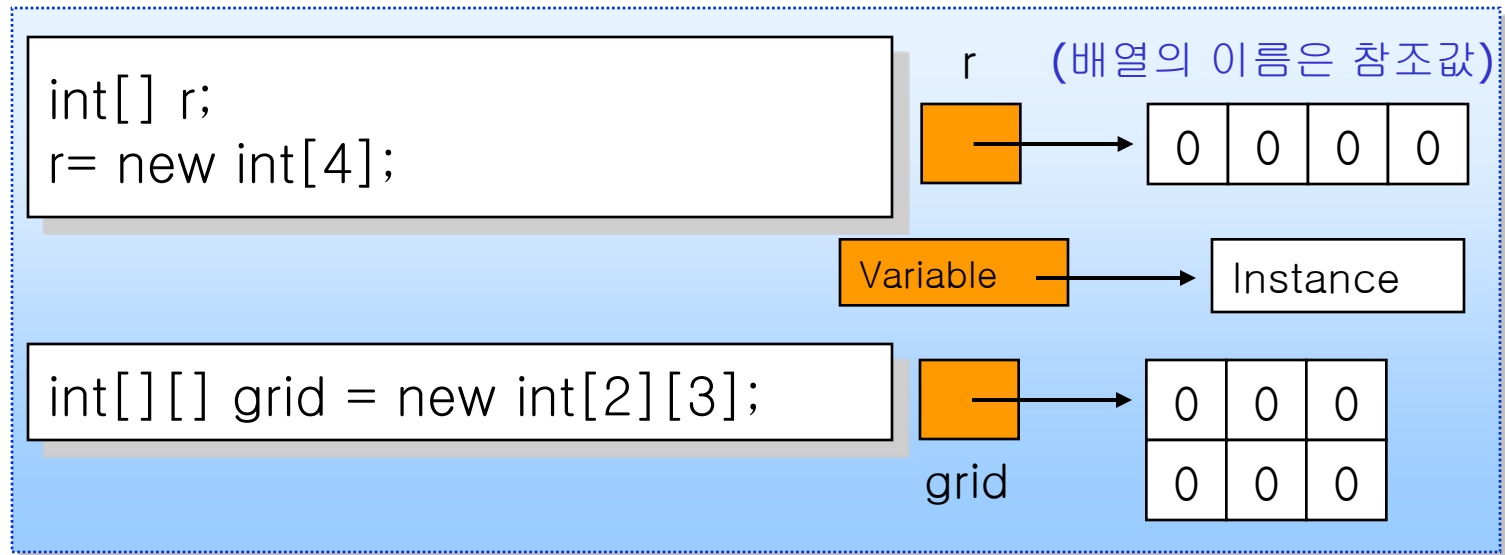 int[] r;
r= new int[4];
r
(배열의 이름은 참조값)
0 0 0 0
Variable
Instance
int[][] grid = new int[2][3];
grid
0 0 0
0 0 0